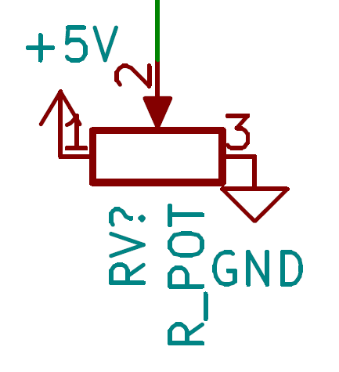 +5V
2
1
3
RV?
R_POT
GND